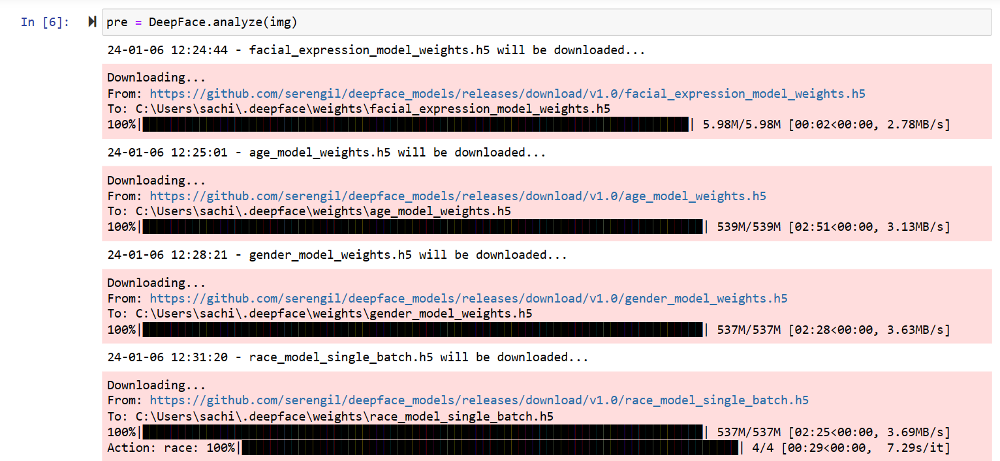 In [6]: pre = DeepFace.analyze(img)
24-01-06 12:24:44 - facial_expression_model_weights.h5 will be downloaded...
Downloading...
From: https://github.com/serengil/deepface_models/releases/download/v1.0/facial_expression_model_weights.h5
To: C:\Users\sachi\.deepface\weights\facial_expression_model_weights.h5
100%| | 5.98M/5.98M [00:02<00:00, 2.78MB/s]
24-01-06 12:25:01 - age_model_weights.h5 will be downloaded...
Downloading...
From: https://github.com/serengil/deepface_models/releases/download/v1.0/age_model_weights.h5
To: C:\Users\sachi\.deepface\weights\age_model_weights.h5
100%| | 539M/539M [02:51<00:00, 3.13MB/s]
24-01-06 12:28:21 - gender_model_weights.h5 will be downloaded...
Downloading...
From: https://github.com/serengil/deepface_models/releases/download/v1.0/gender_model_weights.h5
To: C:\Users\sachi\.deepface\weights\gender_model_weights.h5
100%| | 537M/537M [02:28<00:00, 3.63MB/s]
24-01-06 12:31:20 - race_model_single_batch.h5 will be downloaded...
Downloading...
From: https://github.com/serengil/deepface_models/releases/download/v1.0/race_model_single_batch.h5
To: C:\Users\sachi\.deepface\weights\race_model_single_batch.h5
100%| | 537M/537M [02:25<00:00, 3.69MB/s]
Action: race: 100%| | 4/4 [00:29<00:00, 7.29s/it]